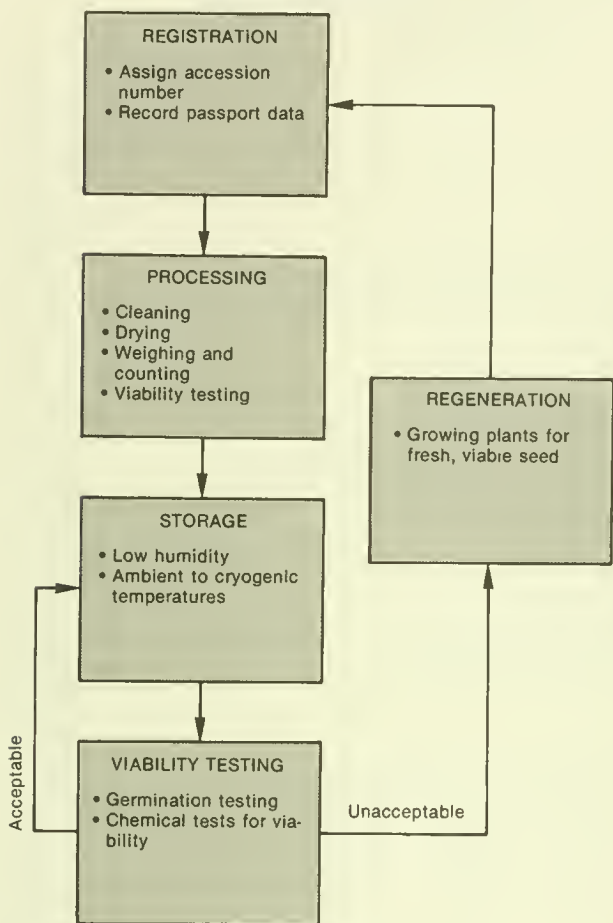 REGISTRATION
• Assign accession
number
• Record passport data
PROCESSING
• Cleaning
• Drying
• Weighing and
counting
• Viability testing
REGENERATION
• Growing plants for
fresh, viable seed
STORAGE
• Low humidity
• Ambient to cryogenic
temperatures
Acceptable
VIABILITY TESTING
• Germination testing
• Chemical tests for via-
bility
Unacceptable